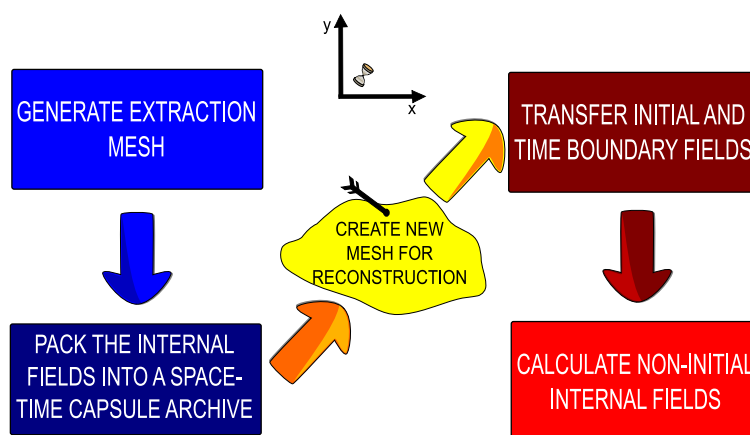 y
x
GENERATE EXTRACTION
MESH
PACK THE INTERNAL
FIELDS INTO A SPACE-
TIME CAPSULE ARCHIVE
CREATE NEW
MESH FOR
RECONSTRUCTION
TRANSFER INITIAL AND
TIME BOUNDARY FIELDS
CALCULATE NON-INITIAL
INTERNAL FIELDS